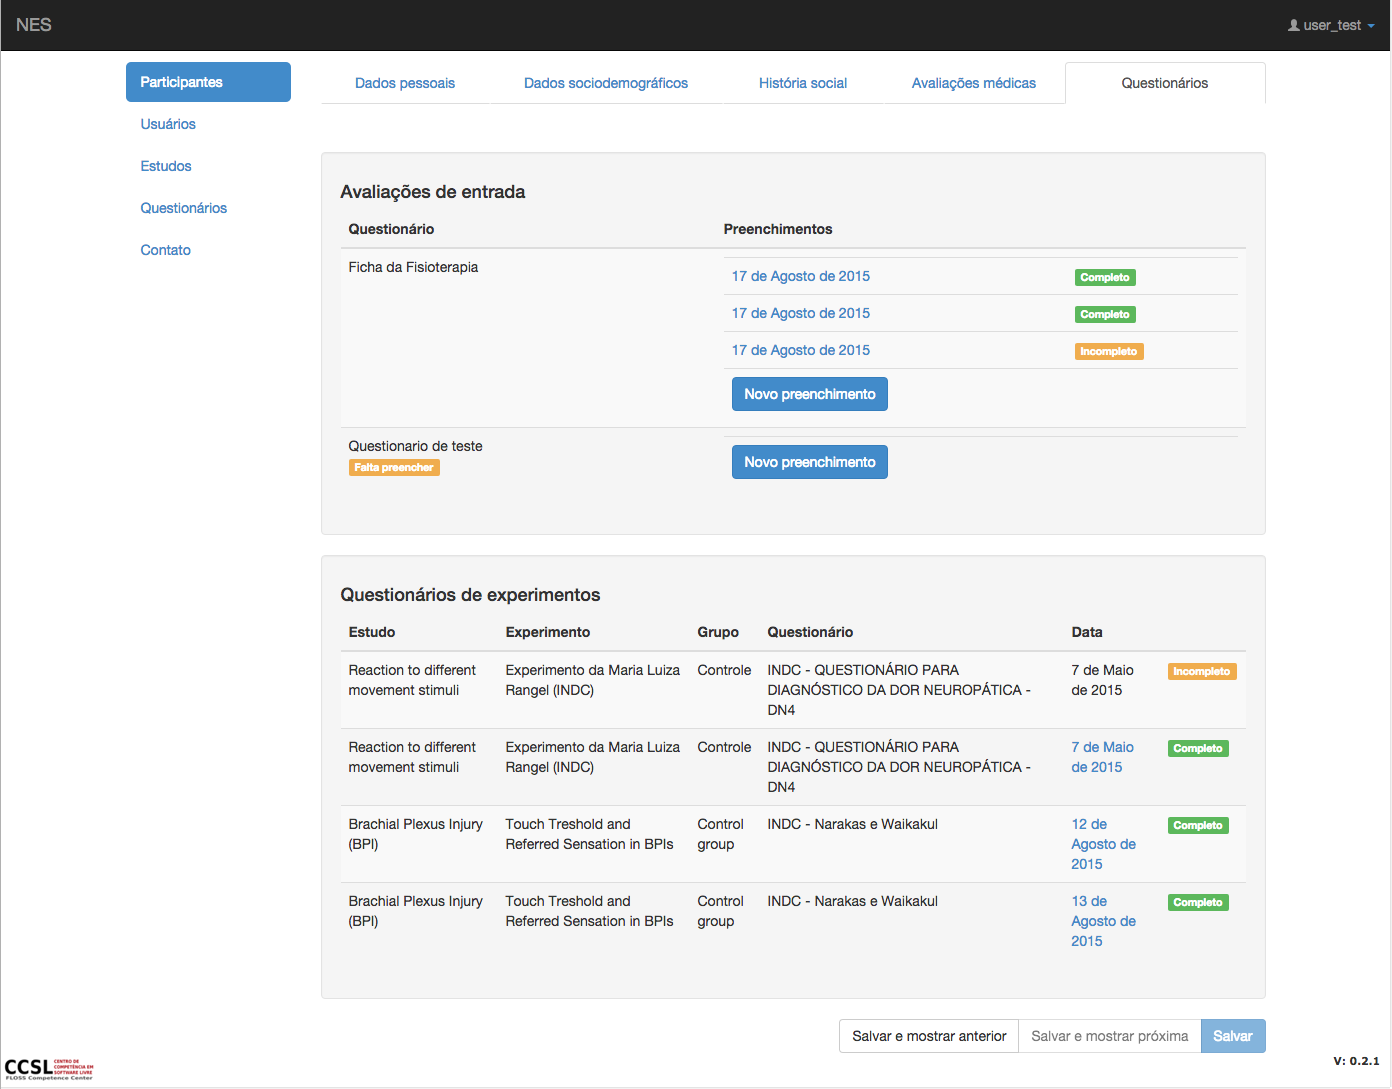 NES
user_test
Participantes
Usuários
Estudos
Questionários
Contato
Dados pessoais
Dados sociodemográficos
História social
Avaliações médicas
Questionários
Avaliações de entrada
Questionário Preenchimentos
Ficha da Fisioterapia
17 de Agosto de 2015 Completo
17 de Agosto de 2015 Completo
17 de Agosto de 2015 Incompleto
Novo preenchimento
Questionario de teste
Falta preencher
Novo preenchimento
Questionários de experimentos
Estudo Experimento Grupo Questionário Data
Reaction to different Experimento da Maria Luiza Controle INDC - QUESTIONÁRIO PARA 7 de Maio Incompleto
movement stimuli Rangel (INDC) DIAGNÓSTICO DA DOR NEUROPÁTICA - de 2015
DN4
Reaction to different Experimento da Maria Luiza Controle INDC - QUESTIONÁRIO PARA 7 de Maio Completo
movement stimuli Rangel (INDC) DIAGNÓSTICO DA DOR NEUROPÁTICA - de 2015
DN4
Brachial Plexus Injury Touch Treshold and Control INDC - Narakas e Waikakul 12 de Completo
(BPI) Referred Sensation in BPIs group Agosto de
2015
Brachial Plexus Injury Touch Treshold and Control INDC - Narakas e Waikakul 13 de Completo
(BPI) Referred Sensation in BPIs group Agosto de
2015
Salvar e mostrar anterior Salvar e mostrar próxima Salvar
CCSL
CENTRO DE
COMPETÊNCIA EM
SOFTWARE LIVRE
FLOSS Competence Center
V: 0.2.1